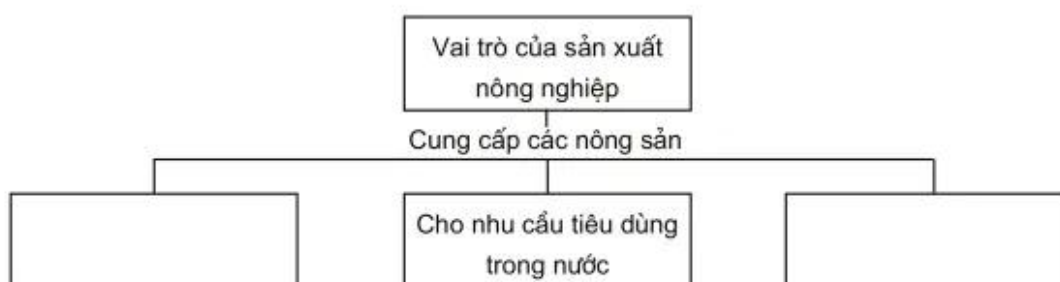 Vai trò của sản xuất
nông nghiệp
Cung cấp các nông sản
Cho nhu cầu tiêu dùng
trong nước